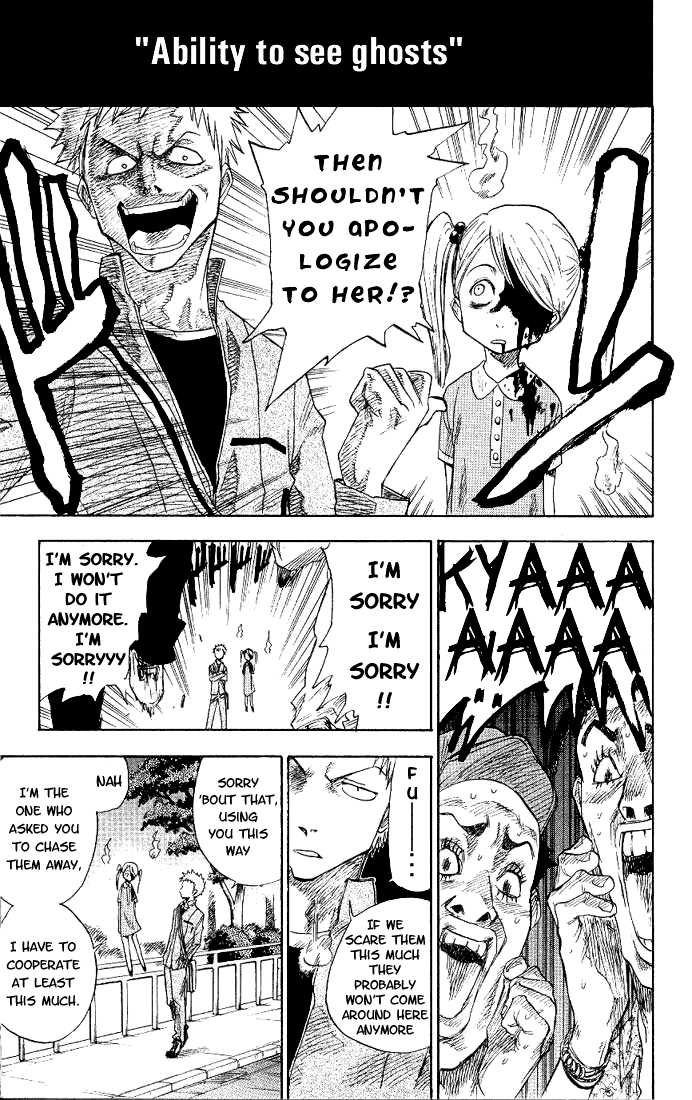 "Ability to see ghosts"
THEN
SHOULDN'T
YOU APO-
LOGIZE
TO HER!?
KYAAA
AAAAA
I'M
SORRY
I'M
SORRY
!!
I'M SORRY.
I WON'T
DO IT
ANYMORE.
I'M
SORRYYY
!!
FU—...
IF WE
SCARE THEM
THIS MUCH
THEY
PROBABLY
WON'T COME
AROUND HERE
ANYMORE
SORRY
'BOUT THAT,
USING
YOU THIS
WAY
NAH
I'M THE
ONE WHO
ASKED YOU
TO CHASE
THEM AWAY,
I HAVE TO
COOPERATE
AT LEAST
THIS MUCH.